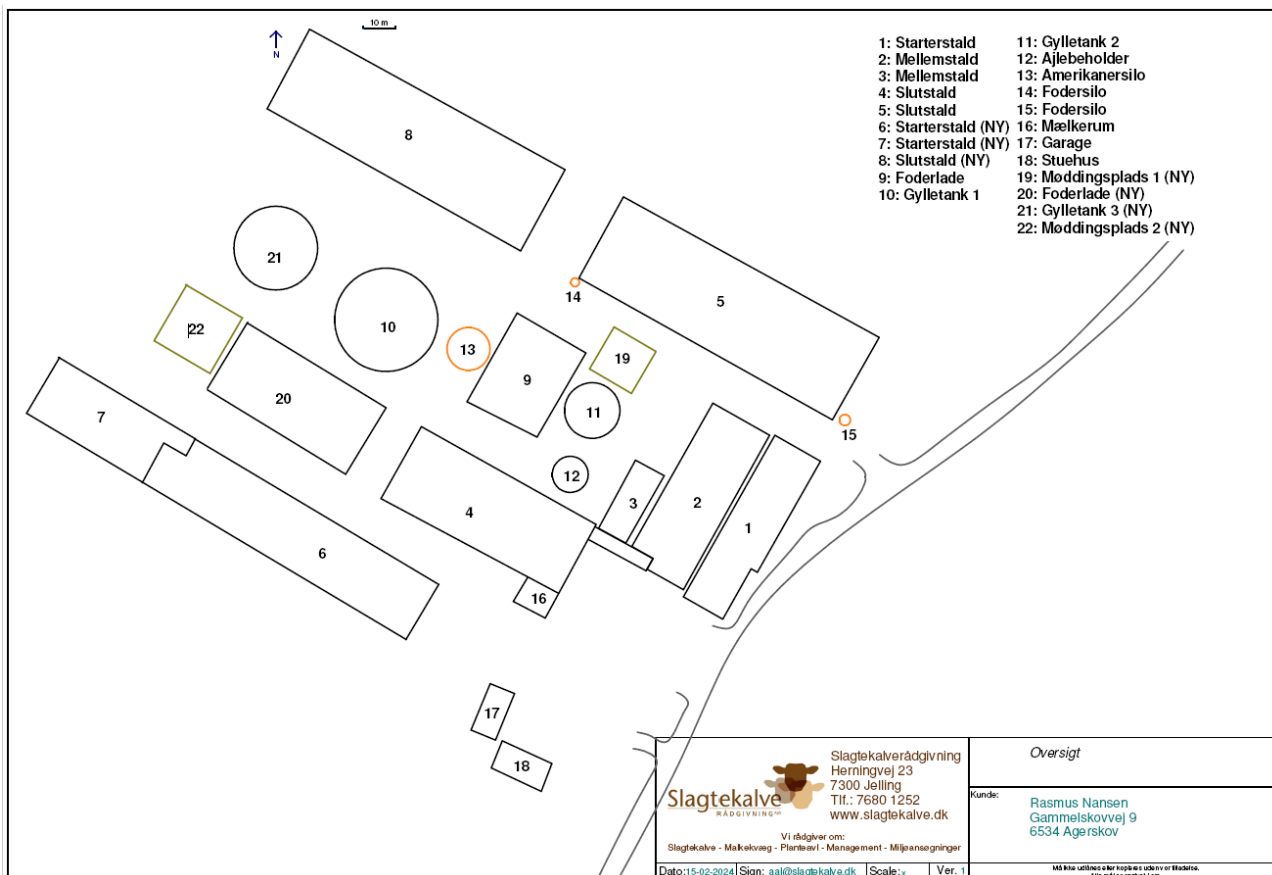 10 m
N
1: Starterstald
2: Mellemstald
3: Mellemstald
4: Slutstald
5: Slutstald
6: Starterstald (NY)
7: Starterstald (NY)
8: Slutstald (NY)
9: Foderlade
10: Gylletank 1
11: Gylletank 2
12: Ajlebeholder
13: Amerikanersilo
14: Fodersilo
15: Fodersilo
16: Mælkerum
17: Garage
18: Stuehus
19: Møddingsplads 1 (NY)
20: Foderlade (NY)
21: Gylletank 3 (NY)
22: Møddingsplads 2 (NY)
8
21
14
5
22
10
13
19
9
20
11
7
15
12
4
3
2
1
6
16
17
18
Slagtekalve
RÅDGIVNING
Slagtekalverådgivning
Herningvej 23
7300 Jelling
Tlf.: 7680 1252
www.slagtekalve.dk
Vi rådgiver om:
Slagtekalve - Malkekvæg - Planteavl - Management - Miljøansøgninger
Dato: 15-02-2024 Sign: aal@slagtekalve.dk Scale: Ver. 1
Oversigt
Kunde:
Rasmus Nansen
Gammelskovvej 9
6534 Agerskov
Må ikke udlånes eller kopieres uden vor tilladelse.